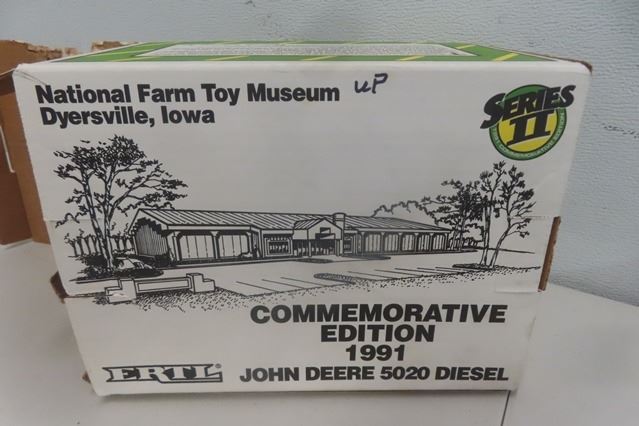 National Farm Toy Museum
Dyersville, Iowa
UP
SERIES
II
COMMEMORATIVE
EDITION
1991
ERTL®
JOHN DEERE 5020 DIESEL